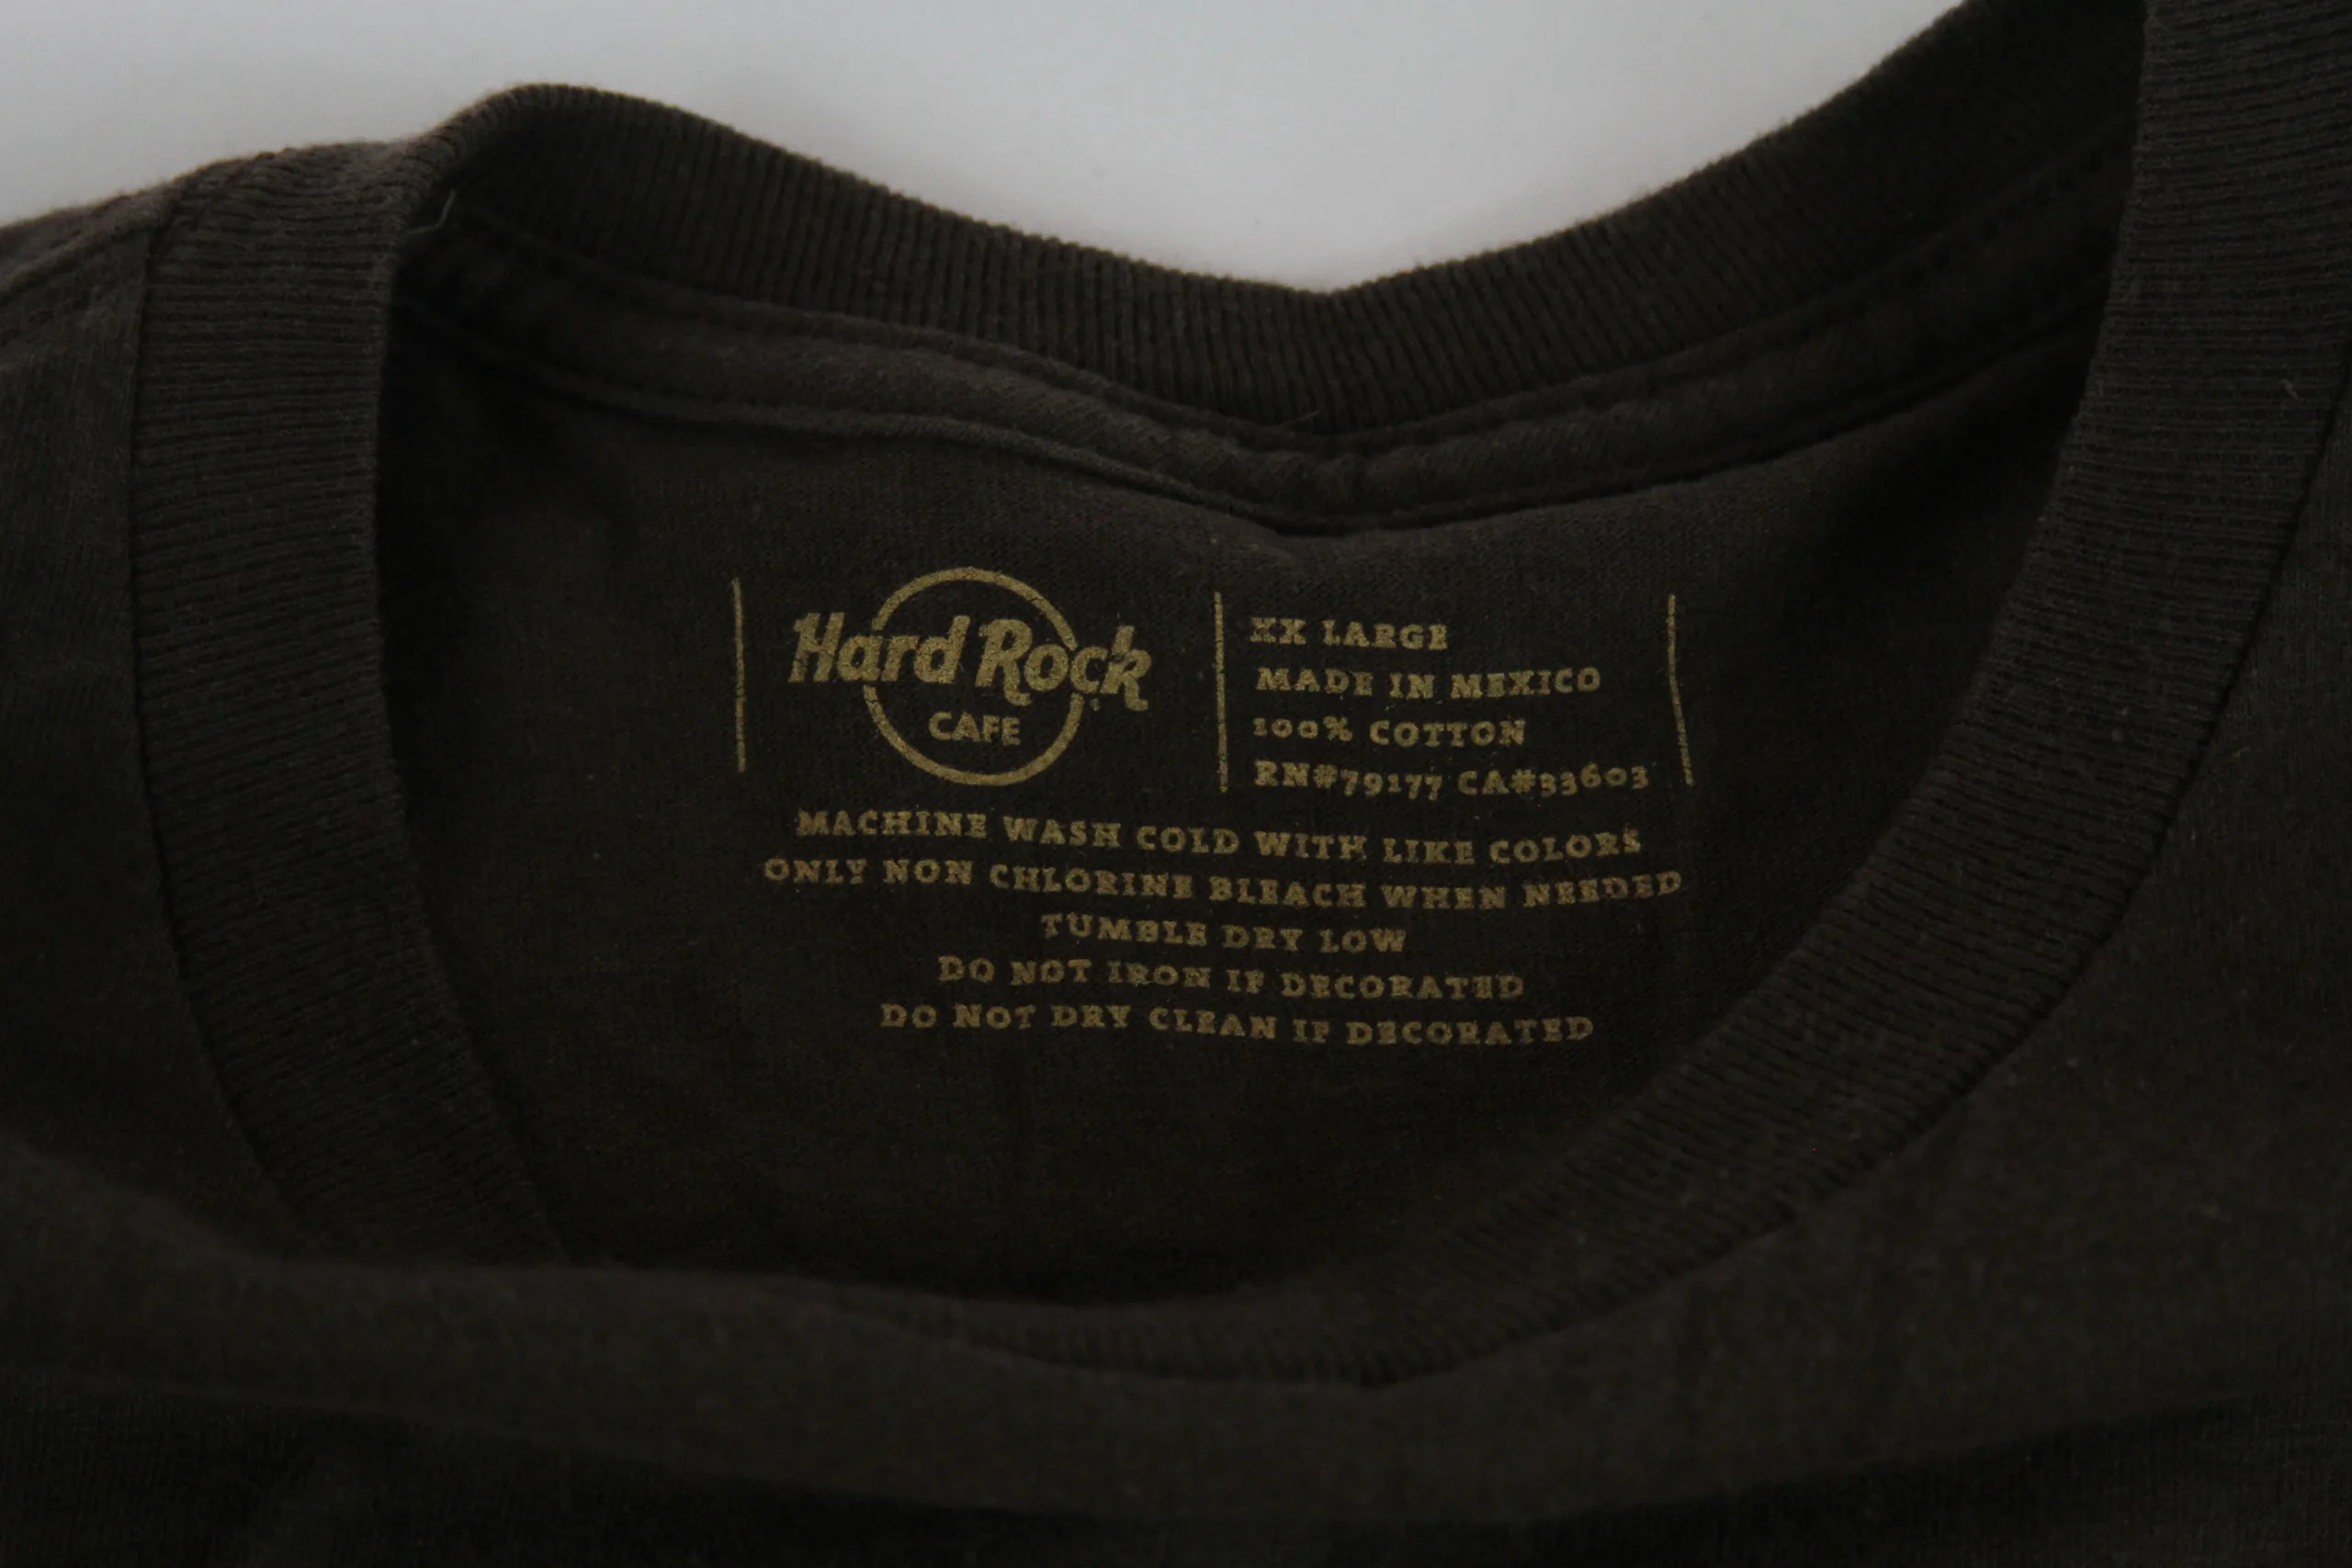 Hard Rock
CAFE
XX LARGE
MADE IN MEXICO
100% COTTON
RN#79177 CA#33603
MACHINE WASH COLD WITH LIKE COLORS
ONLY NON CHLORINE BLEACH WHEN NEEDED
TUMBLE DRY LOW
DO NOT IRON IF DECORATED
DO NOT DRY CLEAN IF DECORATED